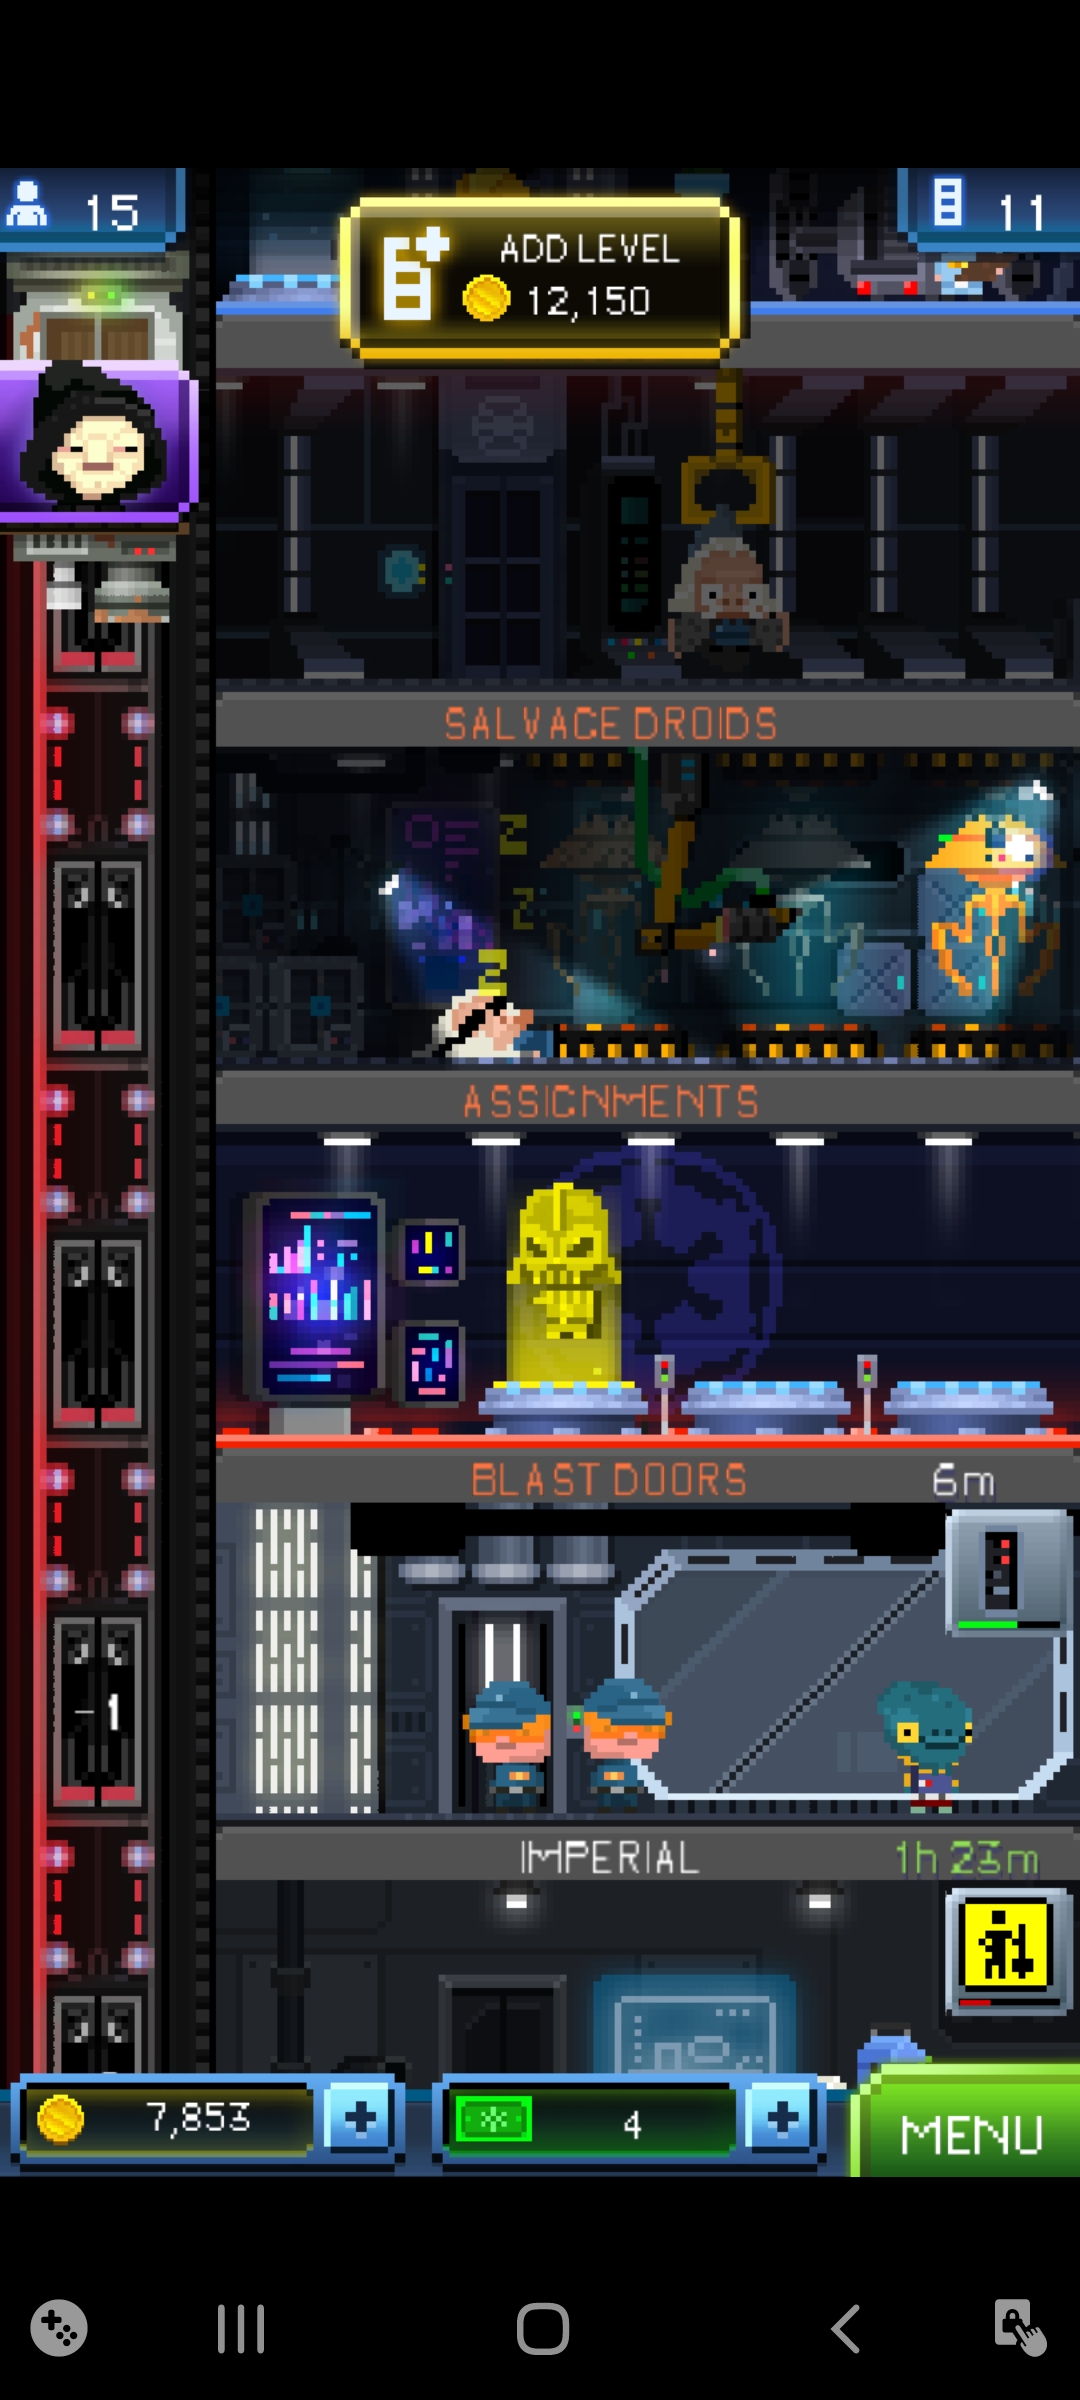 15
11
ADD LEVEL
12,150
SALVAGE DROIDS
Z
Z
Z
ASSIGNMENTS
BLAST DOORS 6m
-1
IMPERIAL 1h 23m
7,853
4
MENU